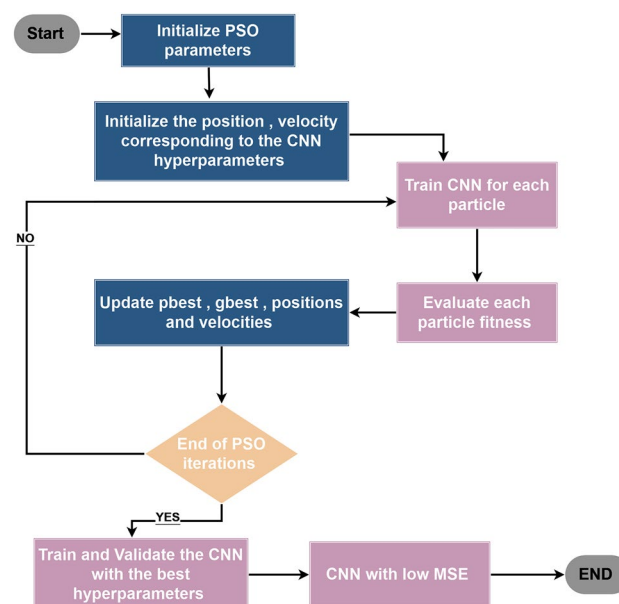 Start
Initialize PSO
parameters
Initialize the position , velocity
corresponding to the CNN
hyperparameters
Train CNN for each
particle
NO
Update pbest , gbest , positions
and velocities
Evaluate each
particle fitness
End of PSO
iterations
YES
Train and Validate the CNN
with the best
hyperparameters
CNN with low MSE
END